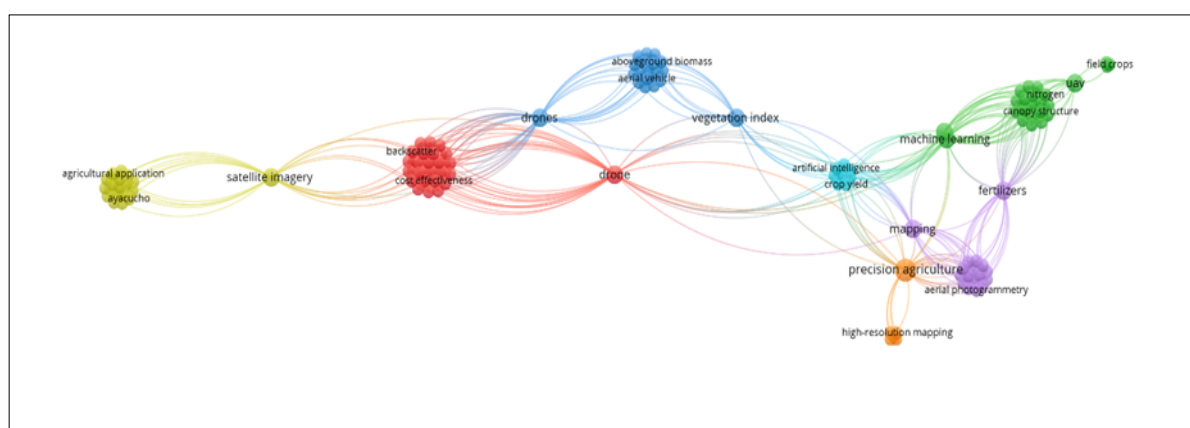 field crops
aboveground biomass
aerial vehicle
uav
nitrogen
canopy structure
drones
vegetation index
machine learning
backscatter
cost effectiveness
agricultural application
ayacucho
satellite imagery
drone
artificial intelligence
crop yield
fertilizers
mapping
precision agriculture
aerial photogrammetry
high-resolution mapping